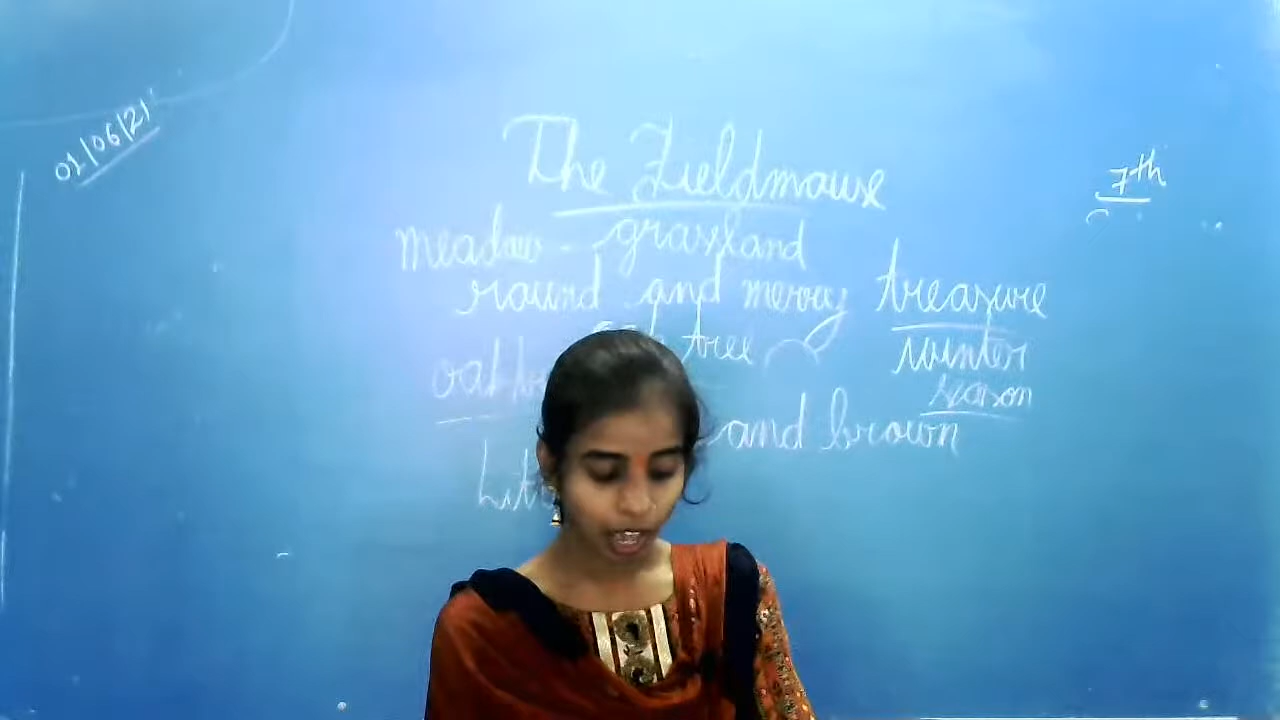 01/06/21
The Fieldmouse
7th
meadow - grassland
round and merry treasure
tree winter
season
and brown